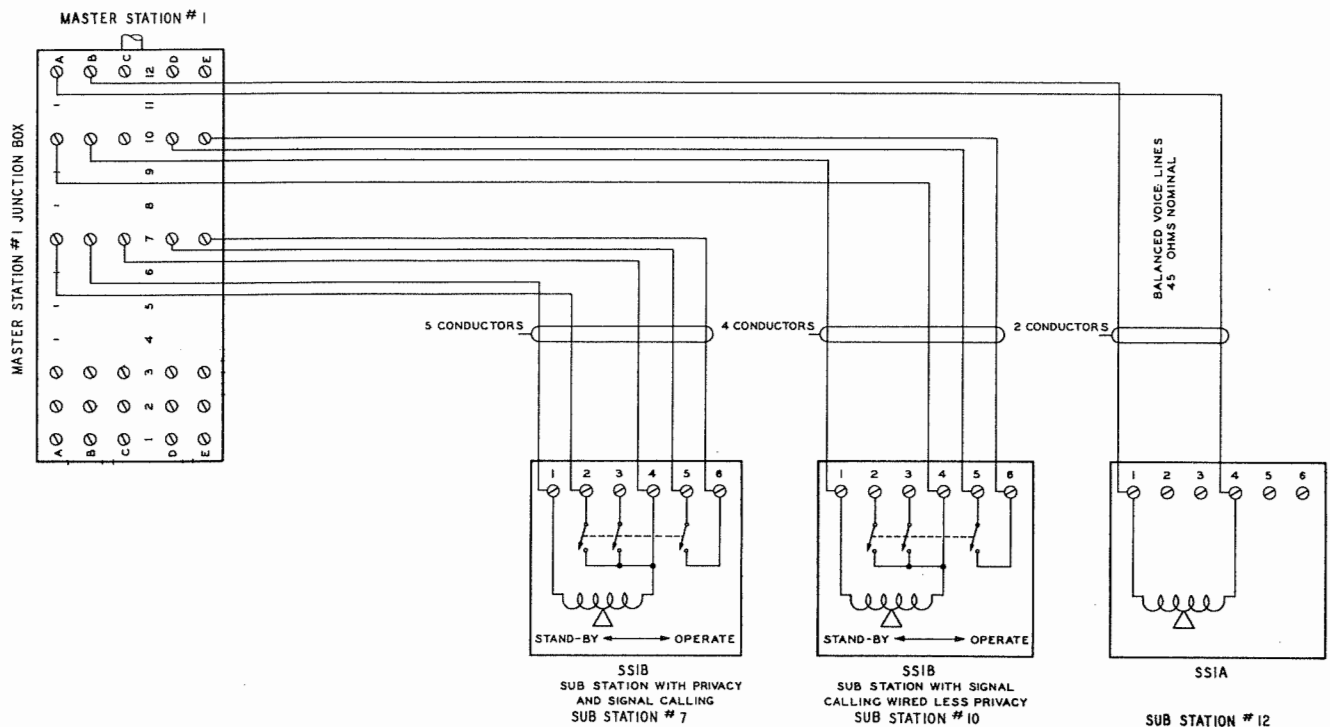 MASTER STATION #1
A B C 12 D E
11
10
9
8
7
6
5
4
3
2
A B C 1 D E
MASTER STATION #1 JUNCTION BOX
BALANCED VOICE LINES
45 OHMS NOMINAL
5 CONDUCTORS
4 CONDUCTORS
2 CONDUCTORS
1 2 3 4 5 6
STAND-BY OPERATE
SS1B
SUB STATION WITH PRIVACY
AND SIGNAL CALLING
SUB STATION #7
1 2 3 4 5 6
STAND-BY OPERATE
SS1B
SUB STATION WITH SIGNAL
CALLING WIRED LESS PRIVACY
SUB STATION #10
1 2 3 4 5 6
SS1A
SUB STATION #12